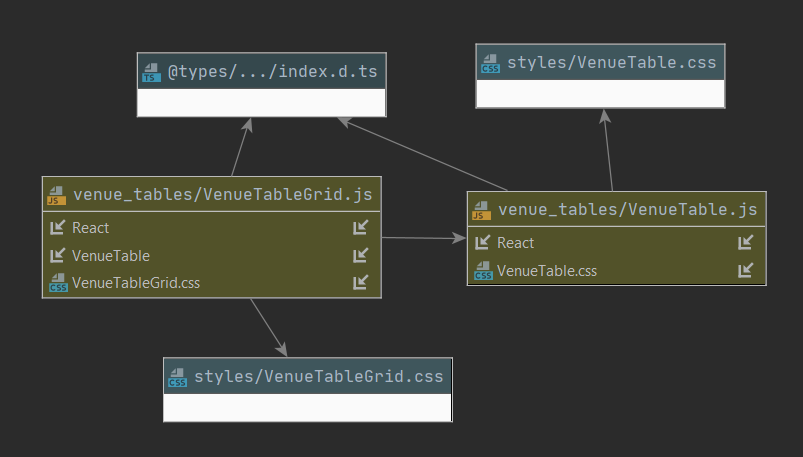 @types/.../index.d.ts
TS
styles/VenueTable.css
CSS
venue_tables/VenueTableGrid.js
JS
React
VenueTable
VenueTableGrid.css
CSS
venue_tables/VenueTable.js
JS
React
VenueTable.css
CSS
styles/VenueTableGrid.css
CSS